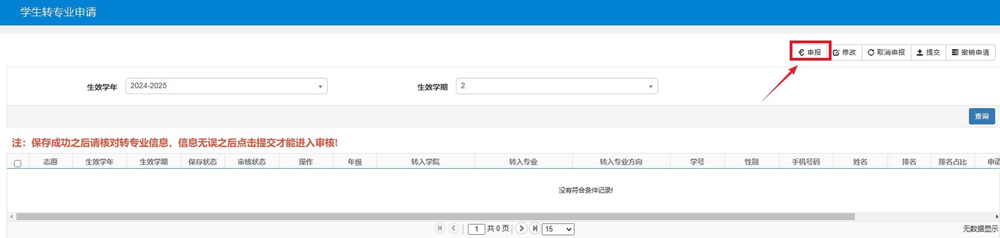 学生转专业申请
申报 修改 取消申报 提交 撤销申请
生效学年 2024-2025 生效学期 2
查询
注：保存成功之后请核对转专业信息，信息无误之后点击提交才能进入审核!
志愿 生效学年 生效学期 保存状态 审核状态 操作 年级 转入学院 转入专业 转入专业方向 学号 性别 手机号码 姓名 排名 排名占比 申请
没有符合条件记录!
1 共 0 页 15 无数据显示